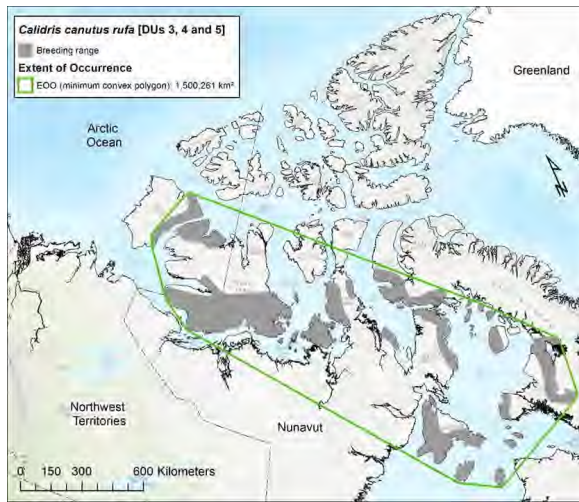 Calidris canutus rufa [DUs 3, 4 and 5]
Breeding range
Extent of Occurrence
EOO (minimum convex polygon): 1,500,261 km²
Greenland
Arctic
Ocean
Northwest
Territories
Nunavut
0 150 300 600 Kilometers